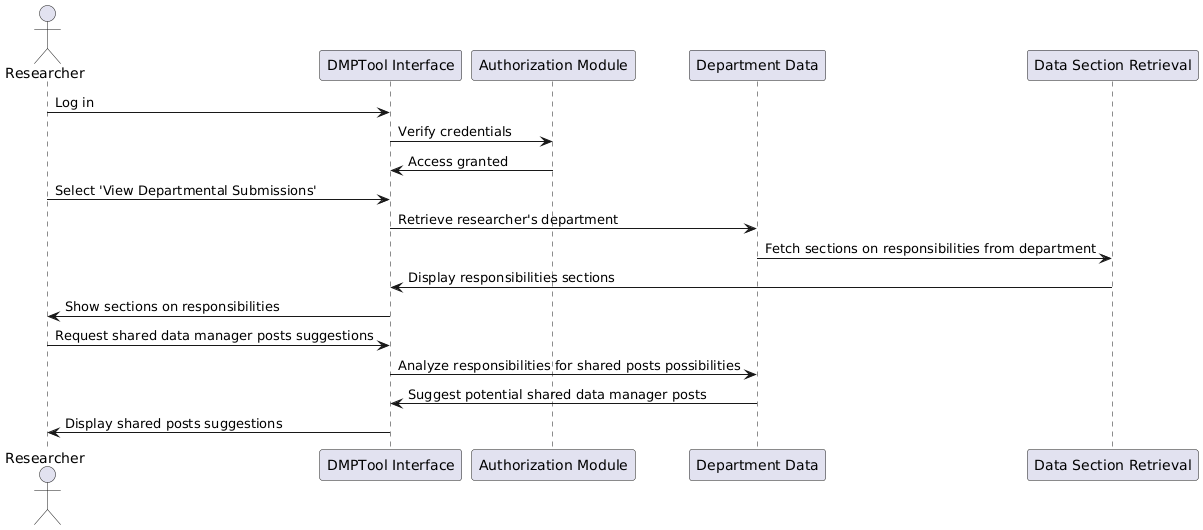 Researcher
DMPTool Interface
Authorization Module
Department Data
Data Section Retrieval
Log in
Verify credentials
Access granted
Select 'View Departmental Submissions'
Retrieve researcher's department
Fetch sections on responsibilities from department
Display responsibilities sections
Show sections on responsibilities
Request shared data manager posts suggestions
Analyze responsibilities for shared posts possibilities
Suggest potential shared data manager posts
Display shared posts suggestions
Researcher
DMPTool Interface
Authorization Module
Department Data
Data Section Retrieval